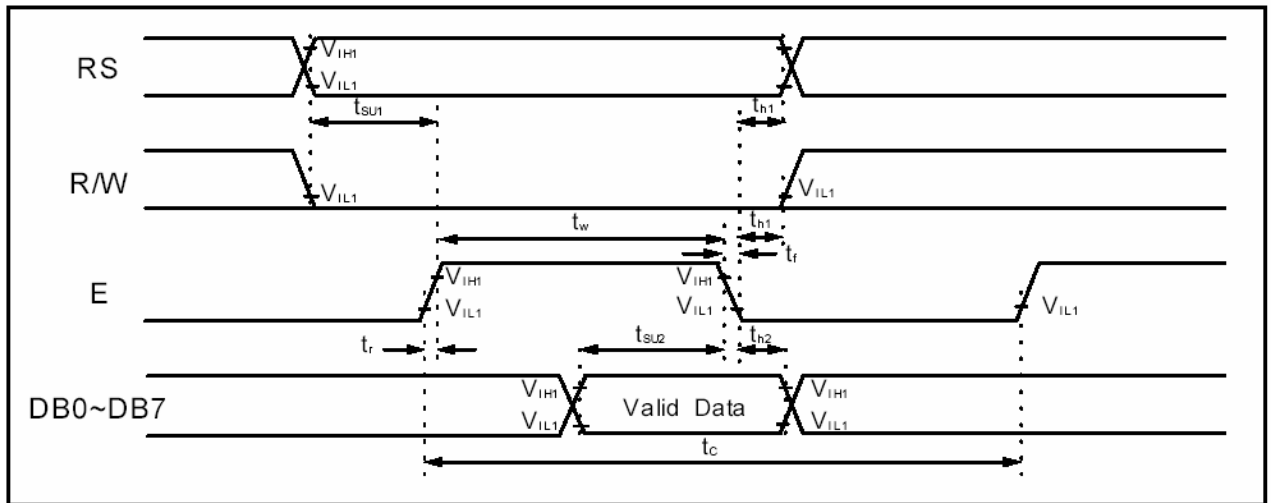 RS
VIH1
VIL1
tSU1
th1
R/W
VIL1
VIL1
tw
th1
tf
E
VIH1
VIL1
VIH1
VIL1
VIL1
tr
tSU2
th2
DB0~DB7
VIH1
VIL1
Valid Data
VIH1
VIL1
tC